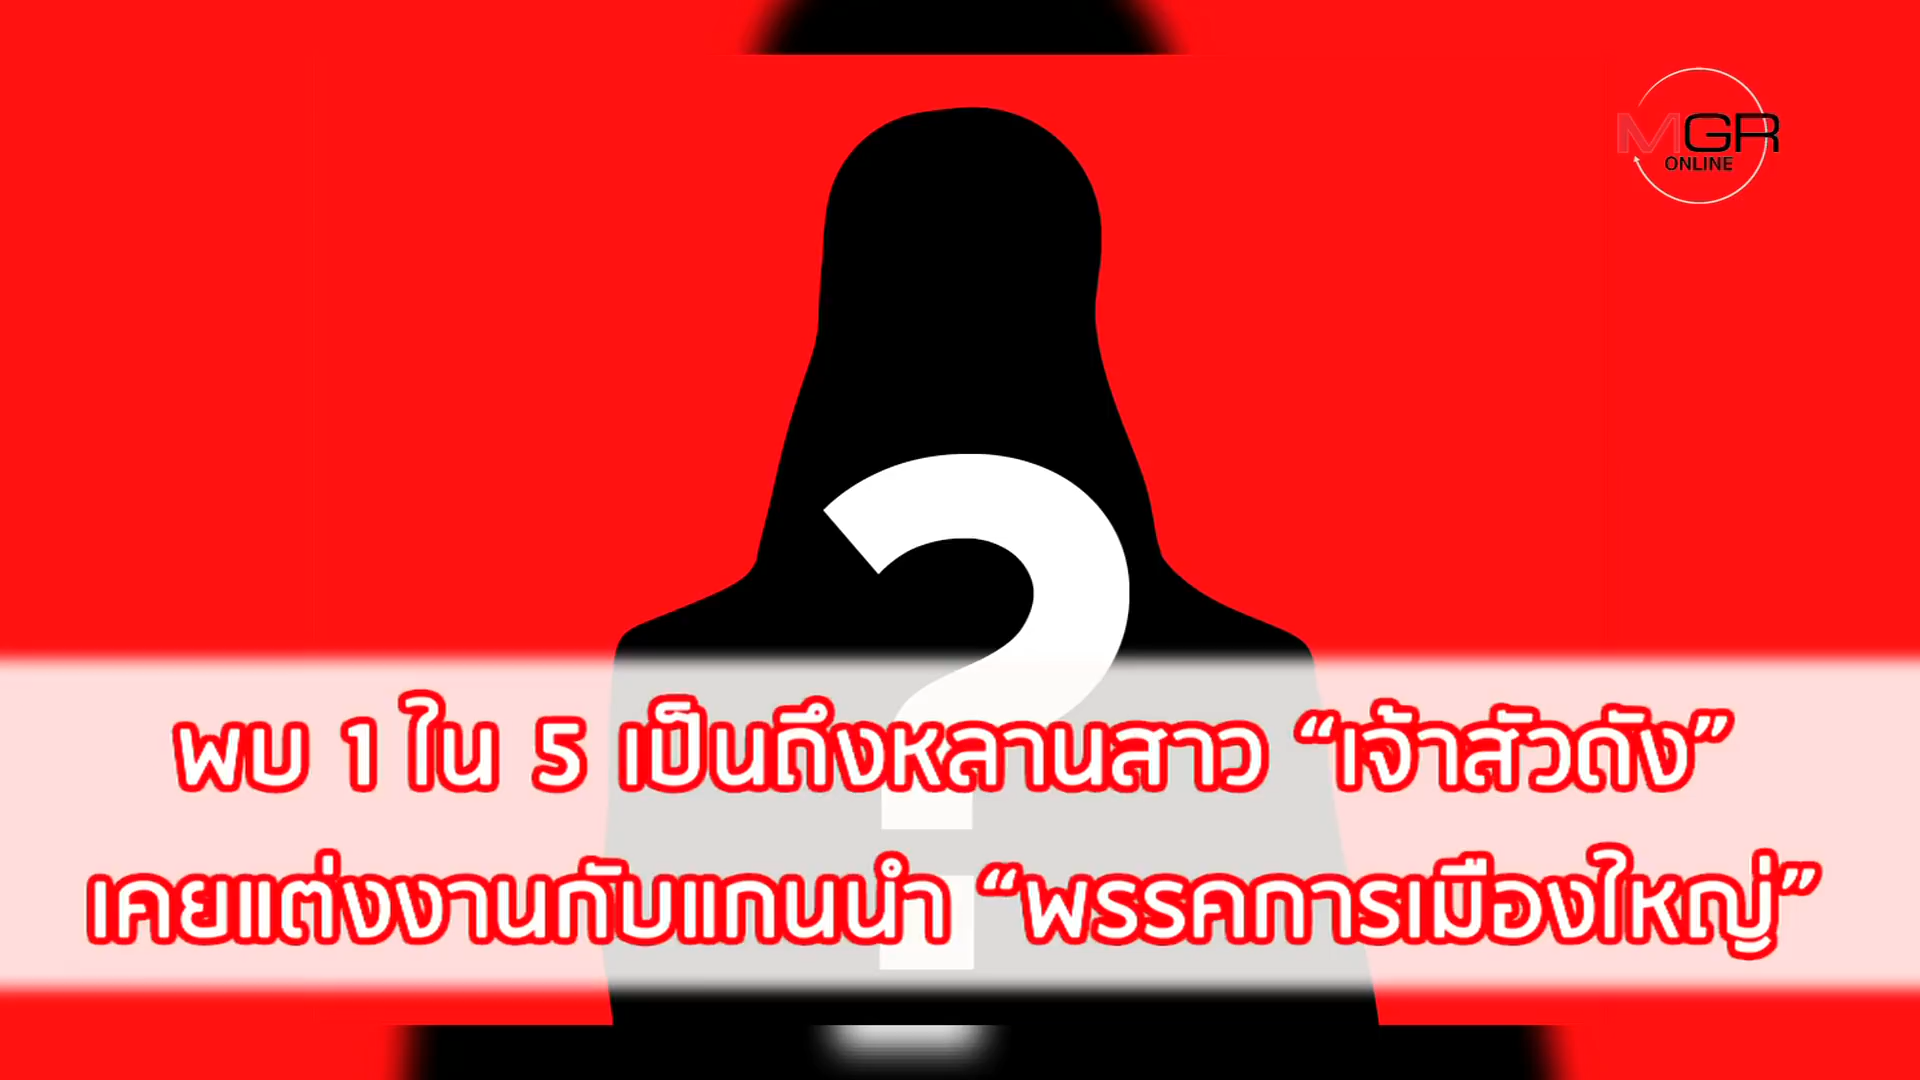 MGR
ONLINE
พบ 1 ใน 5 เป็นถึงหลานสาว “เจ้าสัวดัง”
เคยแต่งงานกับแกนนำ “พรรคการเมืองใหญ่”